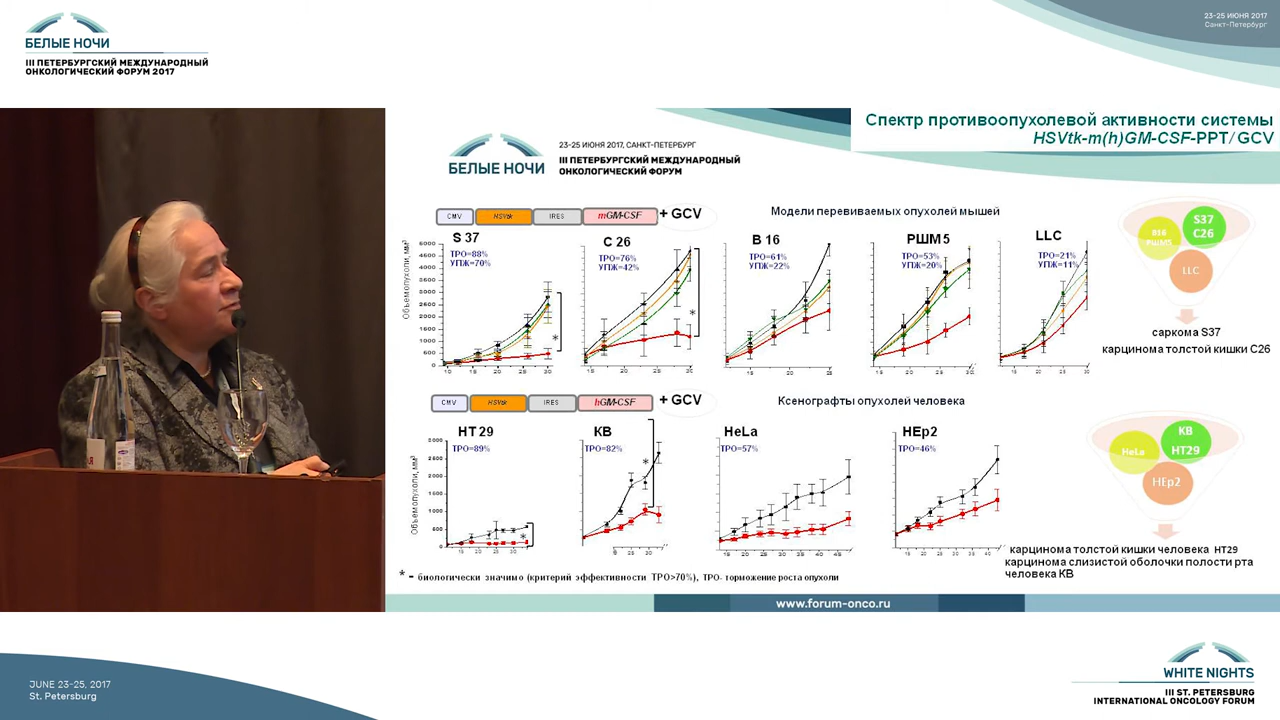 23-25 ИЮНЯ 2017
Санкт-Петербург
БЕЛЫЕ НОЧИ
III ПЕТЕРБУРГСКИЙ МЕЖДУНАРОДНЫЙ
ОНКОЛОГИЧЕСКИЙ ФОРУМ 2017
Спектр противоопухолевой активности системы
HSVtk-m(h)GM-CSF-PPT/GCV
23-25 ИЮНЯ 2017, САНКТ-ПЕТЕРБУРГ
БЕЛЫЕ НОЧИ
III ПЕТЕРБУРГСКИЙ МЕЖДУНАРОДНЫЙ
ОНКОЛОГИЧЕСКИЙ ФОРУМ
CMV HSVtk IRES mGM-CSF + GCV
Модели перевиваемых опухолей мышей
S 37 C 26 B 16 РШМ5 LLC
ТРО=88% ТРО=76% ТРО=61% ТРО=53% ТРО=21%
УПЖ=70% УПЖ=42% УПЖ=22% УПЖ=20% УПЖ=11%
Объем опухоли, мм³
* *
S37
C26
B16
РШМ5
LLC
саркома S37
карцинома толстой кишки C26
CMV HSVtk IRES hGM-CSF + GCV
Ксенографты опухолей человека
HT29 KB HeLa HEp2
ТРО=89% ТРО=82% ТРО=57% ТРО=46%
Объем опухоли, мм³
* *
KB
HeLa HT29
HEp2
карцинома толстой кишки человека HT29
карцинома слизистой оболочки полости рта
человека KB
* - биологически значимо (критерий эффективности ТРО>70%), ТРО- торможение роста опухоли
www.forum-onco.ru
JUNE 23-25, 2017
St. Petersburg
WHITE NIGHTS
III ST. PETERSBURG
INTERNATIONAL ONCOLOGY FORUM